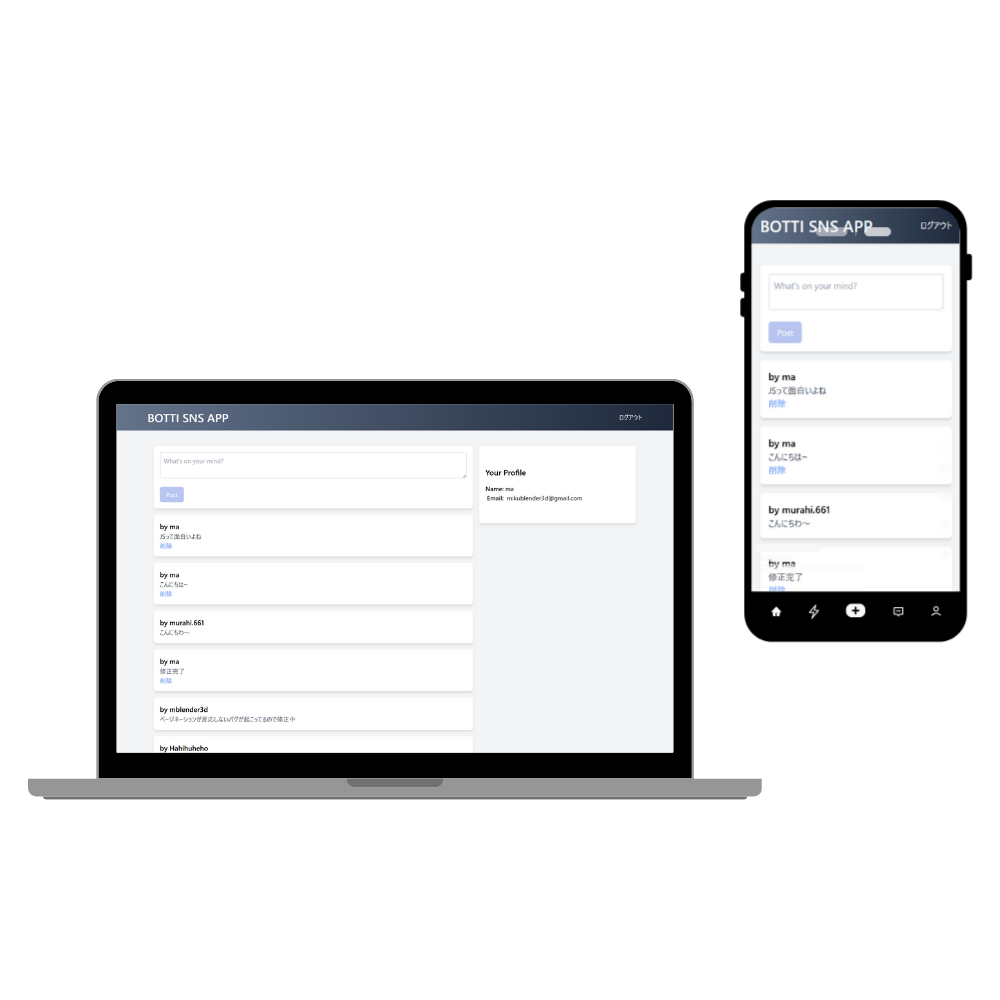 BOTTI SNS APP
ログアウト
What's on your mind?
Post
by ma
JSって面白いよね
削除
by ma
こんにちはー
削除
by murahi.661
こんにちわ〜
by ma
修正完了
削除
by mblender3d
ページネーションが反応しないバグが起こってるので修正中
by Hahihuheho
Your Profile
Name: ma
Email: mikublender3d@gmail.com
BOTTI SNS APP
ログアウト
What's on your mind?
Post
by ma
JSって面白いよね
削除
by ma
こんにちはー
削除
by murahi.661
こんにちわ〜
by ma
修正完了
削除